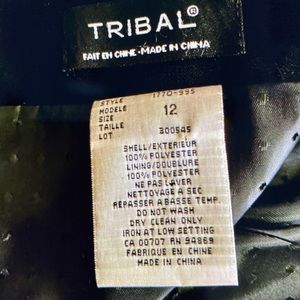 TRIBAL®
FAIT EN CHINE - MADE IN CHINA
STYLE 1770-995
MODELE
SIZE 12
TAILLE
LOT 300545
SHELL/EXTERIEUR
100% POLYESTER
LINING/DOUBLURE
100% POLYESTER
NE PAS LAVER
NETTOYAGE A SEC
REPASSER A BASSE TEMP.
DO NOT WASH
DRY CLEAN ONLY
IRON AT LOW SETTING
CA 00707 RN 94869
FABRIQUE EN CHINE
MADE IN CHINA